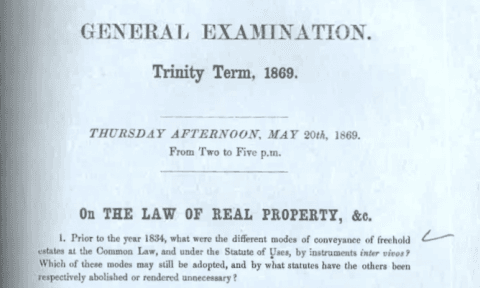 GENERAL EXAMINATION.
Trinity Term, 1869.
THURSDAY AFTERNOON, MAY 20th, 1869.
From Two to Five p.m.
On THE LAW OF REAL PROPERTY, &c.
1. Prior to the year 1834, what were the different modes of conveyance of freehold
estates at the Common Law, and under the Statute of Uses, by instruments inter vivos?
Which of these modes may still be adopted, and by what statutes have the others been
respectively abolished or rendered unnecessary?